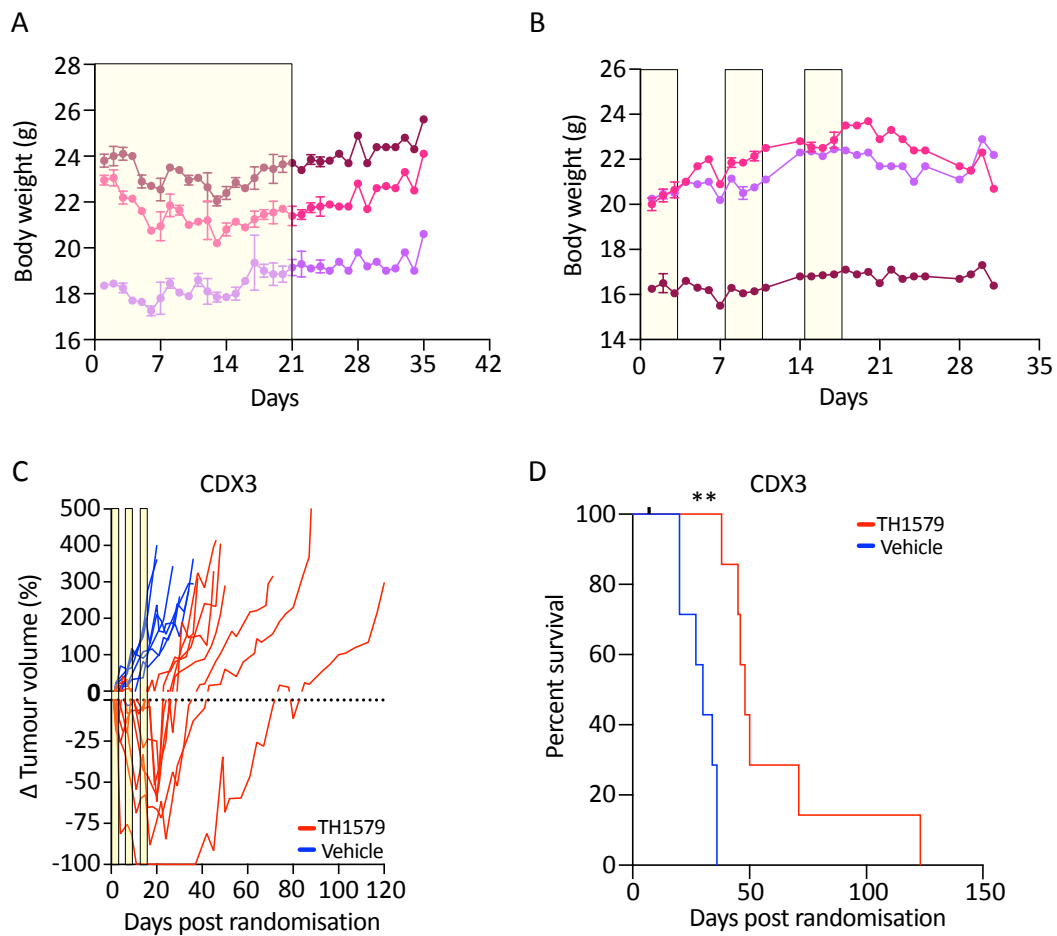 A
Body weight (g)
28
26
24
22
20
18
16
0 7 14 21 28 35 42
Days
B
Body weight (g)
26
24
22
20
18
16
14
0 7 14 21 28 35
Days
C
CDX3
Δ Tumour volume (%)
500
400
300
200
100
0
-25
-50
-75
-100
TH1579
Vehicle
0 20 40 60 80 100 120
Days post randomisation
D
CDX3
**
Percent survival
100
80
60
40
20
0
TH1579
Vehicle
0 50 100 150
Days post randomisation